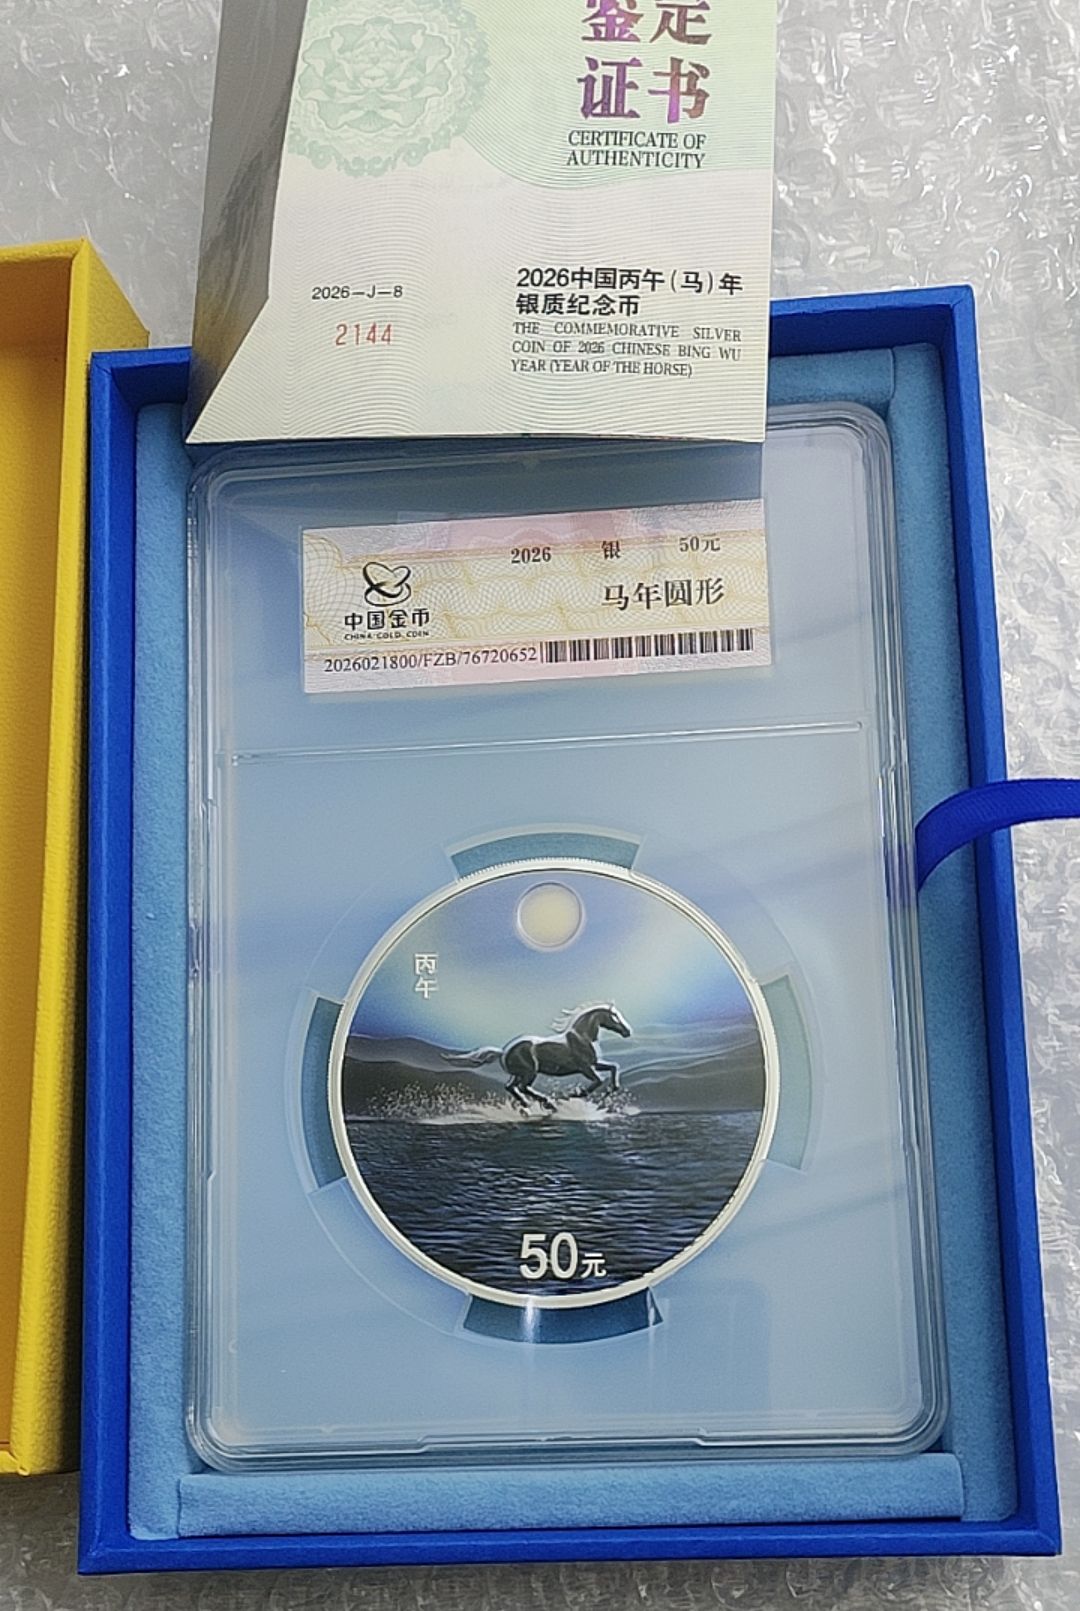 鉴定
证书
CERTIFICATE OF
AUTHENTICITY
2026-J-8
2144
2026中国丙午(马)年
银质纪念币
THE COMMEMORATIVE SILVER
COIN OF 2026 CHINESE BING WU
YEAR (YEAR OF THE HORSE)
2026 银 50元
马年圆形
中国金币
CHINA GOLD COIN
2026021800/FZB/76720652
丙
午
50元